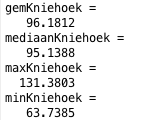 gemKniehoek =
96.1812
mediaanKniehoek =
95.1388
maxKniehoek =
131.3803
minKniehoek =
63.7385